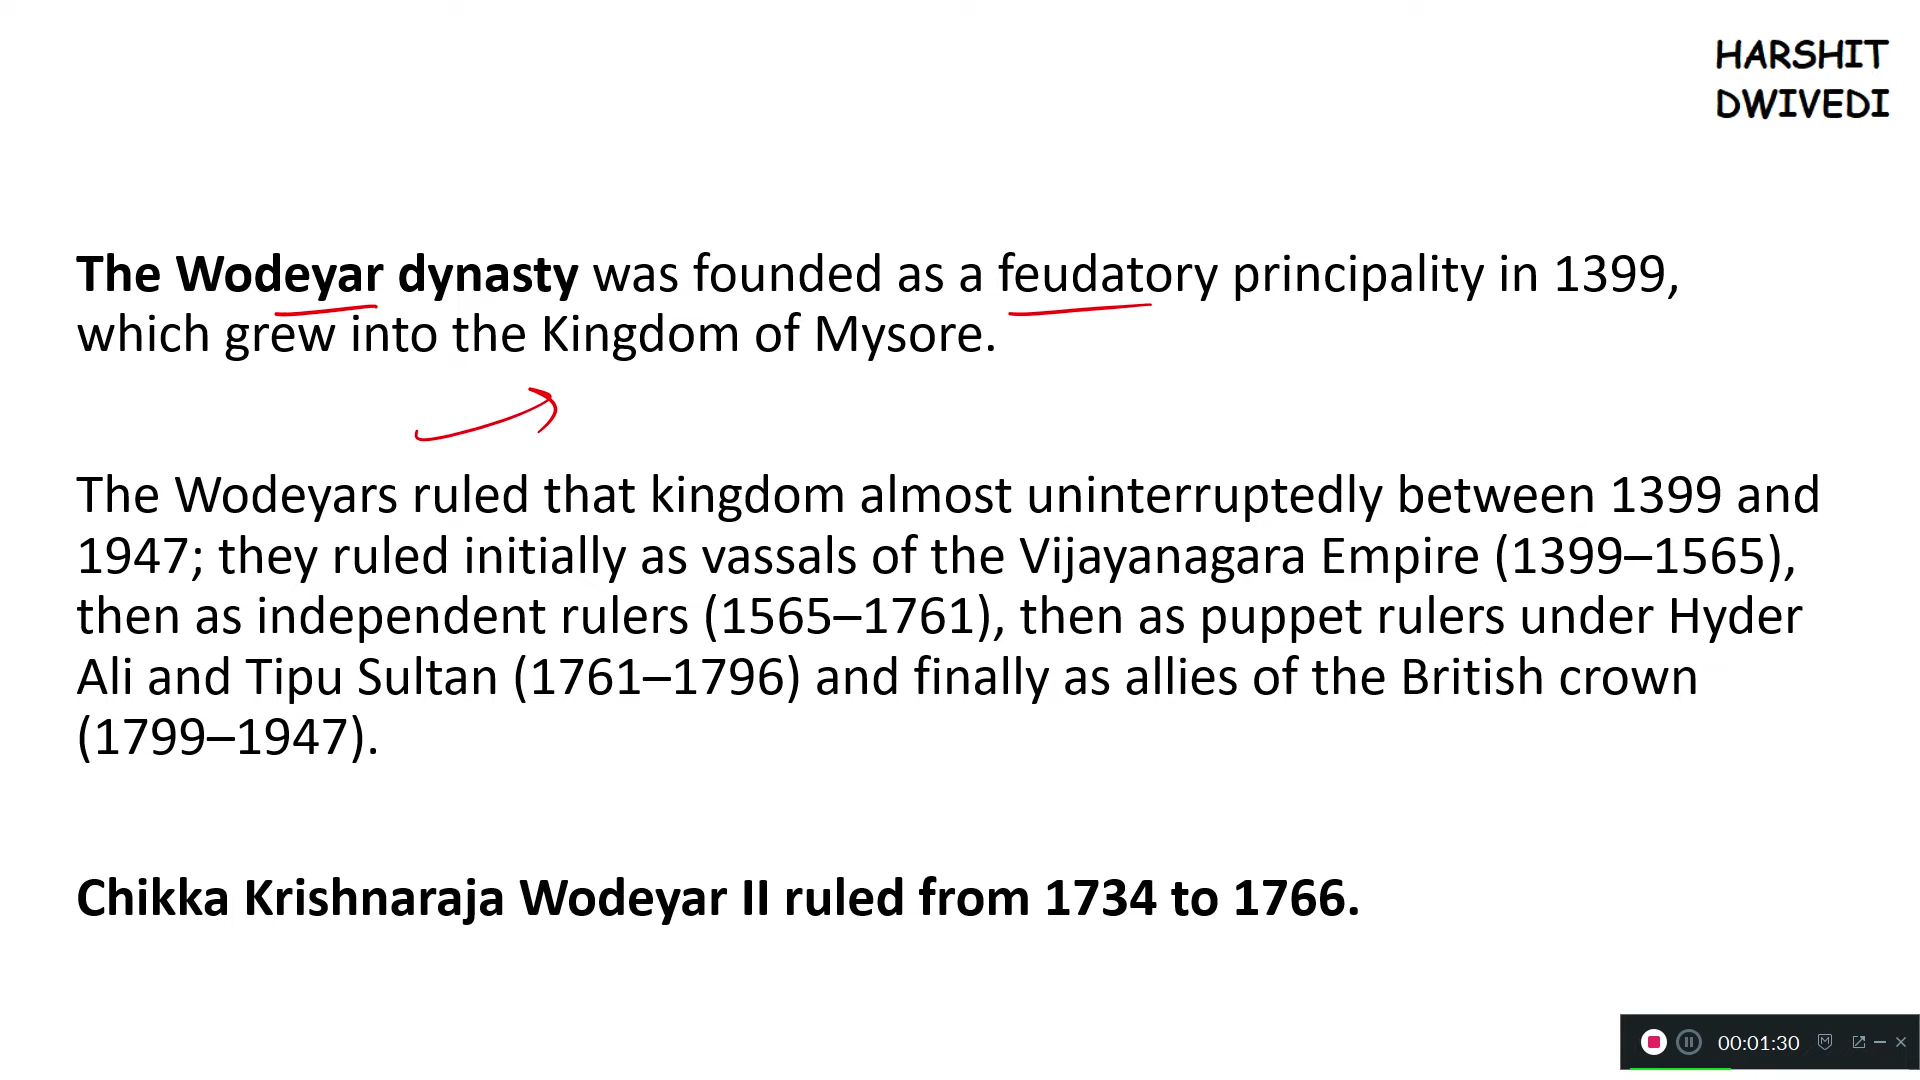 HARSHIT
DWIVEDI
The Wodeyar dynasty was founded as a feudatory principality in 1399,
which grew into the Kingdom of Mysore.
The Wodeyars ruled that kingdom almost uninterruptedly between 1399 and
1947; they ruled initially as vassals of the Vijayanagara Empire (1399–1565),
then as independent rulers (1565–1761), then as puppet rulers under Hyder
Ali and Tipu Sultan (1761–1796) and finally as allies of the British crown
(1799–1947).
Chikka Krishnaraja Wodeyar II ruled from 1734 to 1766.
00:01:30